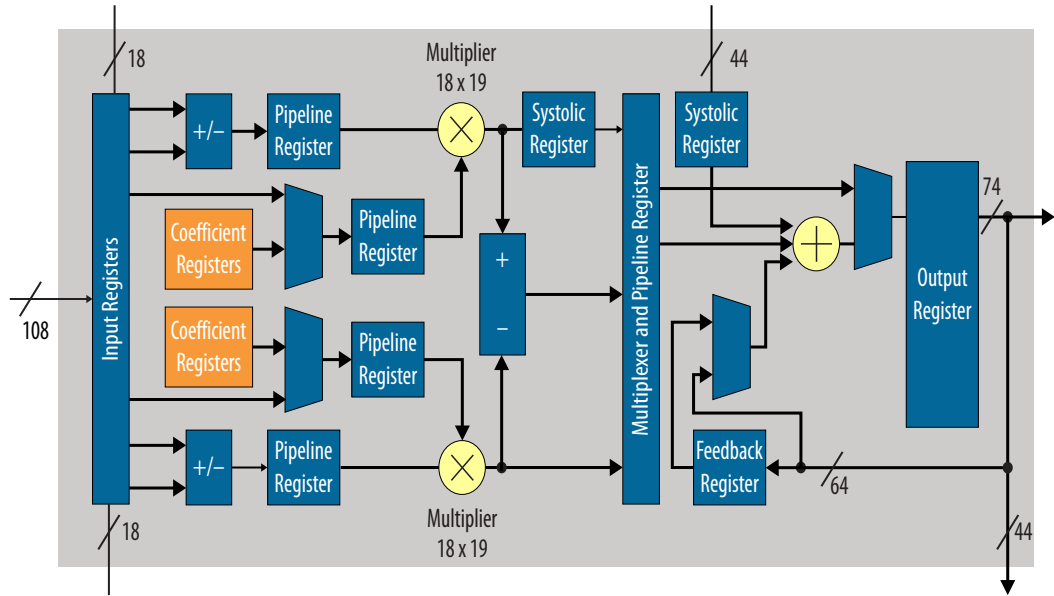 18
44
Multiplier
18 x 19
+/–
Pipeline
Register
×
Systolic
Register
Systolic
Register
Coefficient
Registers
Pipeline
Register
74
+
+
–
Input Registers
108
Multiplexer and Pipeline Register
Output
Register
Coefficient
Registers
Pipeline
Register
+/–
Pipeline
Register
×
Feedback
Register
64
Multiplier
18 x 19
18
44